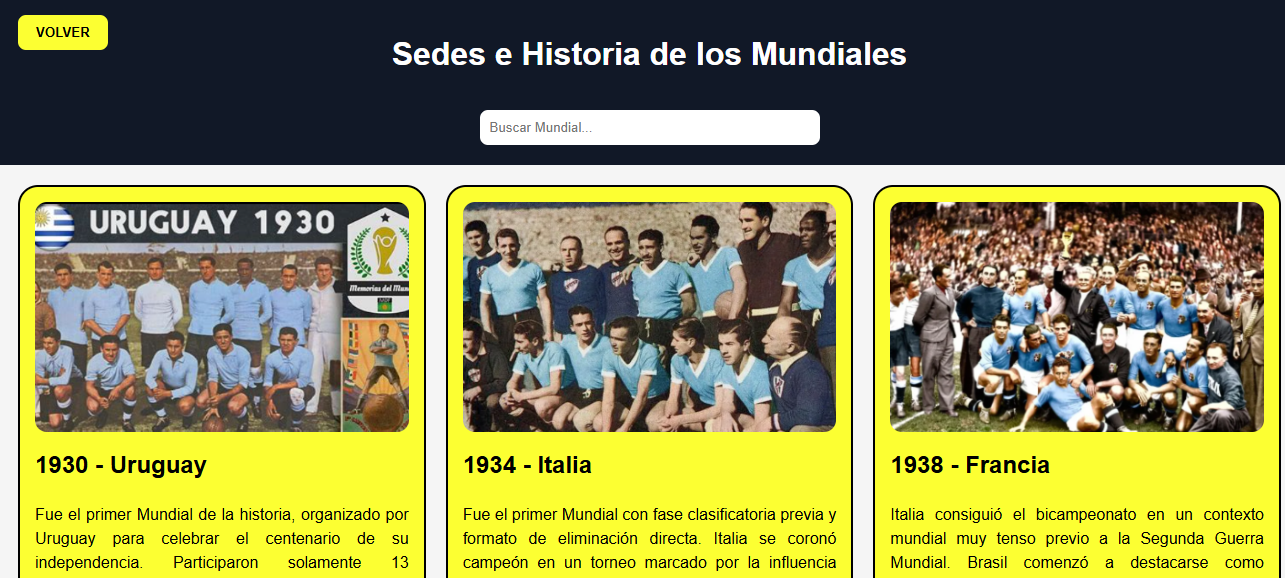 VOLVER
Sedes e Historia de los Mundiales
Buscar Mundial...
URUGUAY 1930
Memorias del Mun
1930 - Uruguay
Fue el primer Mundial de la historia, organizado por
Uruguay para celebrar el centenario de su
independencia. Participaron solamente 13
1934 - Italia
Fue el primer Mundial con fase clasificatoria previa y
formato de eliminación directa. Italia se coronó
campeón en un torneo marcado por la influencia
1938 - Francia
Italia consiguió el bicampeonato en un contexto
mundial muy tenso previo a la Segunda Guerra
Mundial. Brasil comenzó a destacarse como